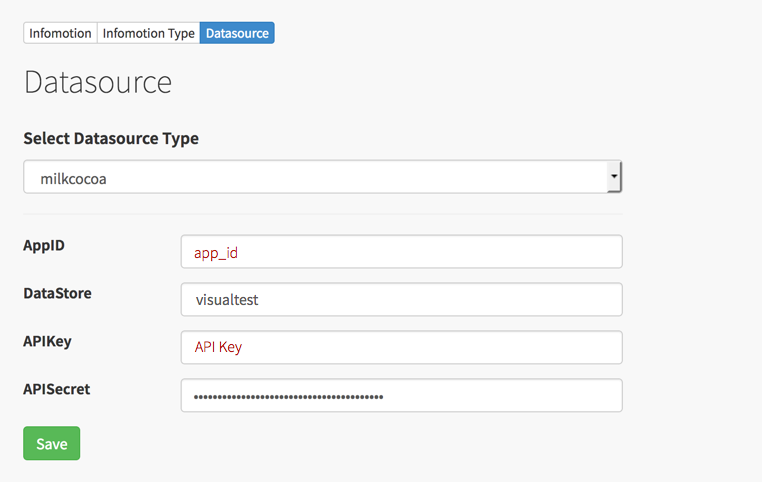 Infomotion Infomotion Type Datasource
Datasource
Select Datasource Type
milkcocoa
AppID app_id
DataStore visualtest
APIKey API Key
APISecret ••••••••••••••••••••••••••••••••••••••••
Save